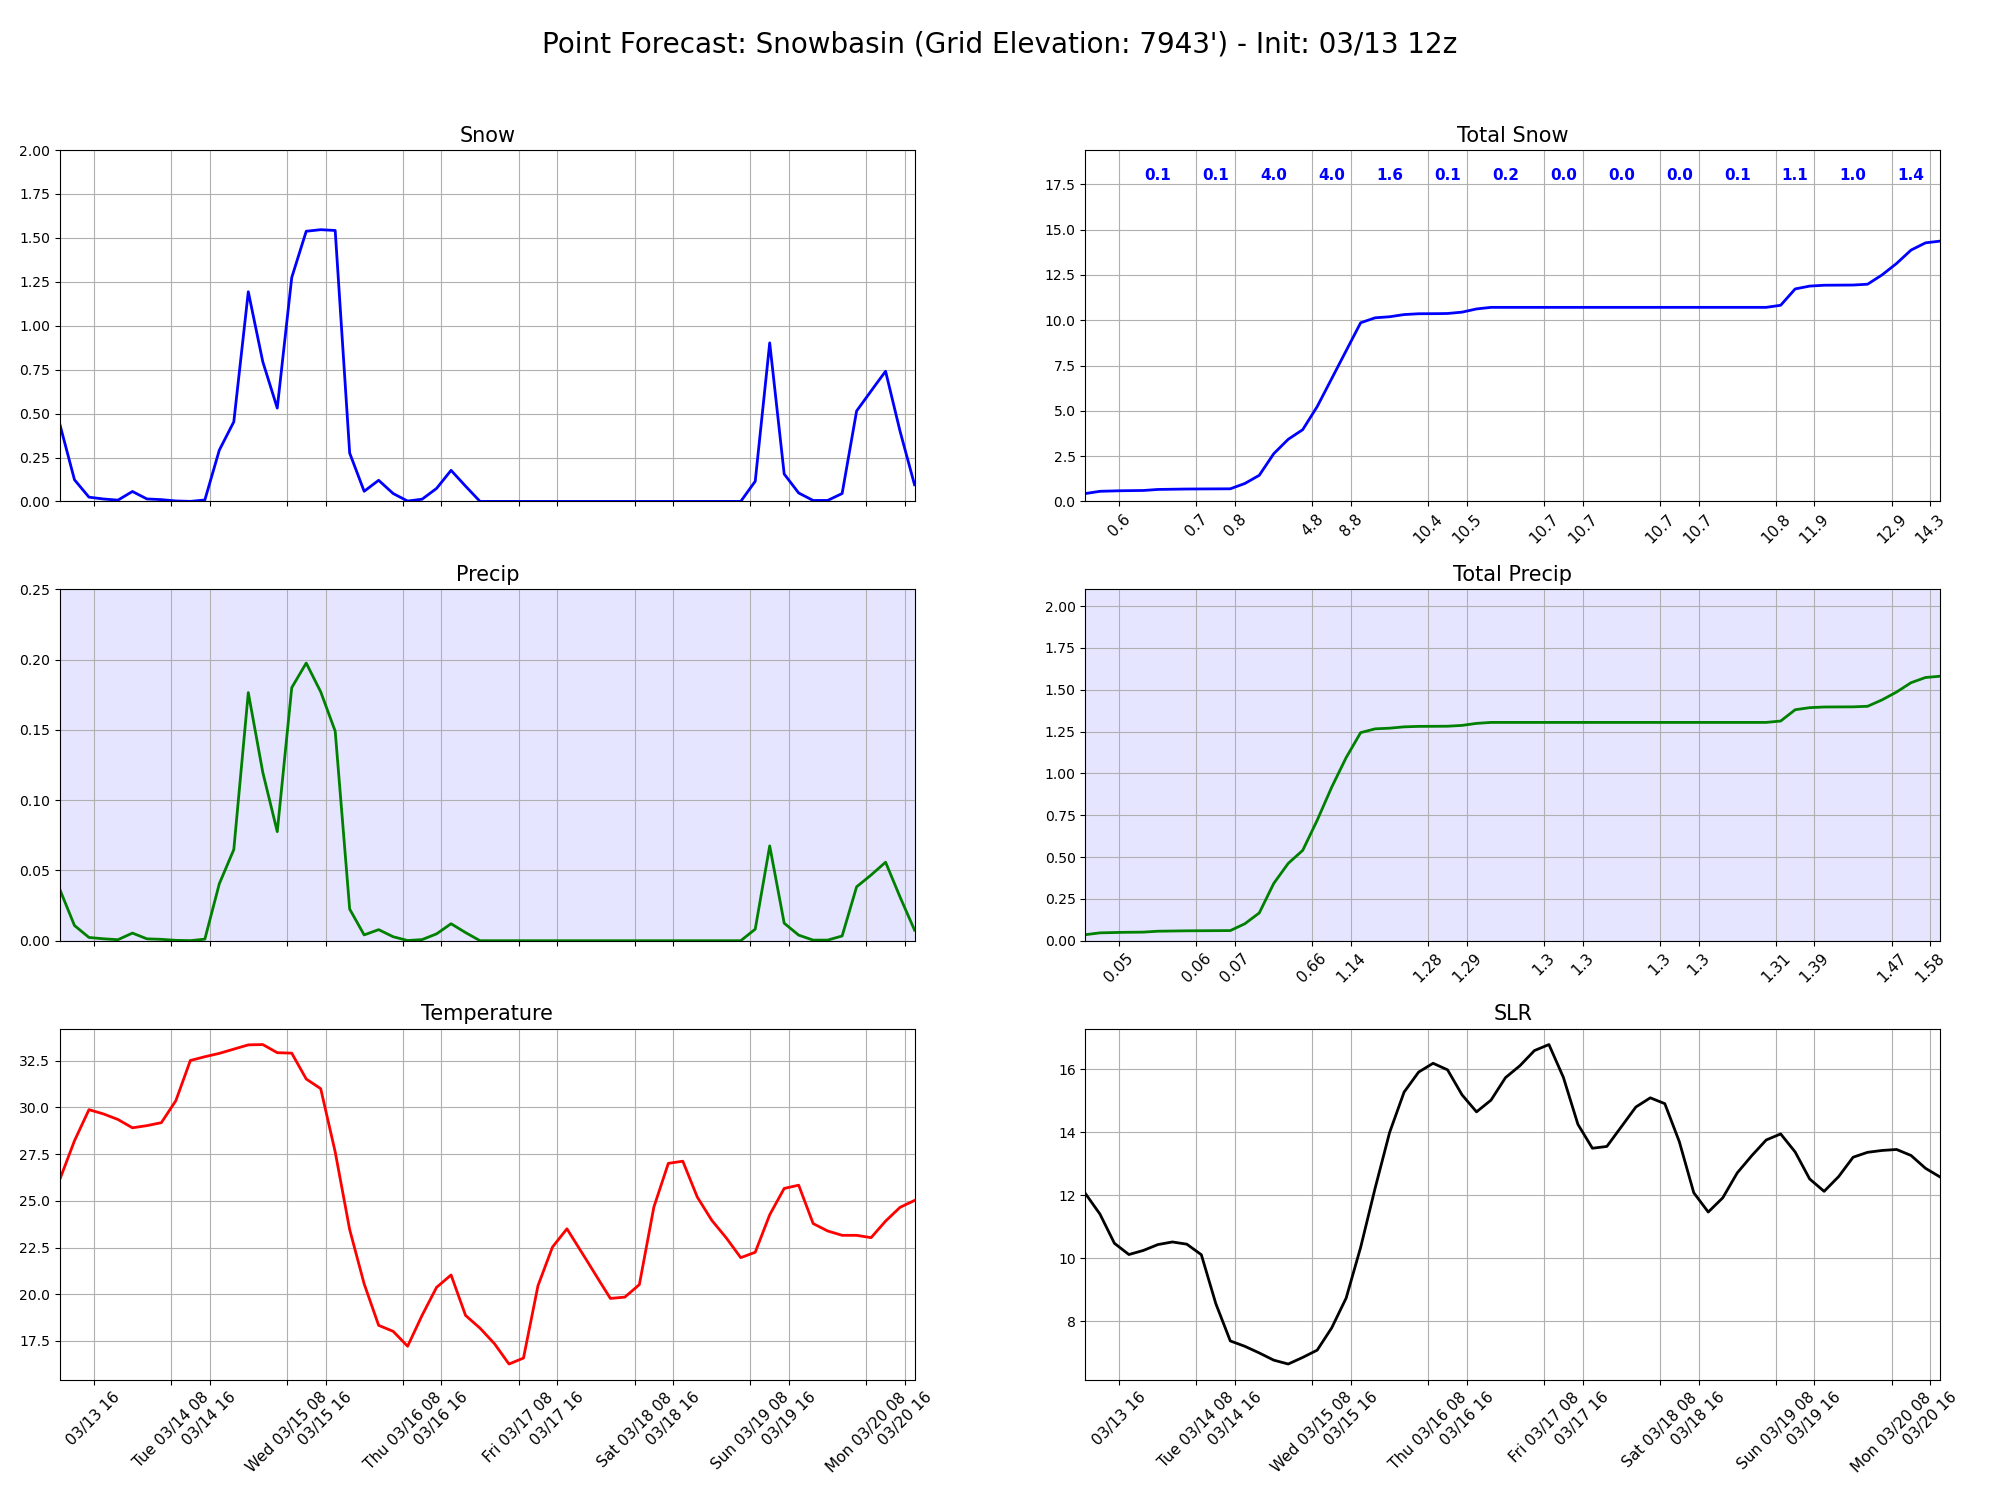 Point Forecast: Snowbasin (Grid Elevation: 7943') - Init: 03/13 12z
Snow
2.00
1.75
1.50
1.25
1.00
0.75
0.50
0.25
0.00
Total Snow
0.1 0.1 4.0 4.0 1.6 0.1 0.2 0.0 0.0 0.0 0.1 1.1 1.0 1.4
17.5
15.0
12.5
10.0
7.5
5.0
2.5
0.0
0.6 0.7 0.8 4.8 8.8 10.4 10.5 10.7 10.7 10.7 10.7 10.8 11.9 12.9 14.3
Precip
0.25
0.20
0.15
0.10
0.05
0.00
Total Precip
2.00
1.75
1.50
1.25
1.00
0.75
0.50
0.25
0.00
0.05 0.06 0.07 0.66 1.14 1.28 1.29 1.3 1.3 1.3 1.3 1.31 1.39 1.47 1.58
Temperature
32.5
30.0
27.5
25.0
22.5
20.0
17.5
03/13 16
Tue 03/14 08
03/14 16
Wed 03/15 08
03/15 16
Thu 03/16 08
03/16 16
Fri 03/17 08
03/17 16
Sat 03/18 08
03/18 16
Sun 03/19 08
03/19 16
Mon 03/20 08
03/20 16
SLR
16
14
12
10
8
03/13 16
Tue 03/14 08
03/14 16
Wed 03/15 08
03/15 16
Thu 03/16 08
03/16 16
Fri 03/17 08
03/17 16
Sat 03/18 08
03/18 16
Sun 03/19 08
03/19 16
Mon 03/20 08
03/20 16